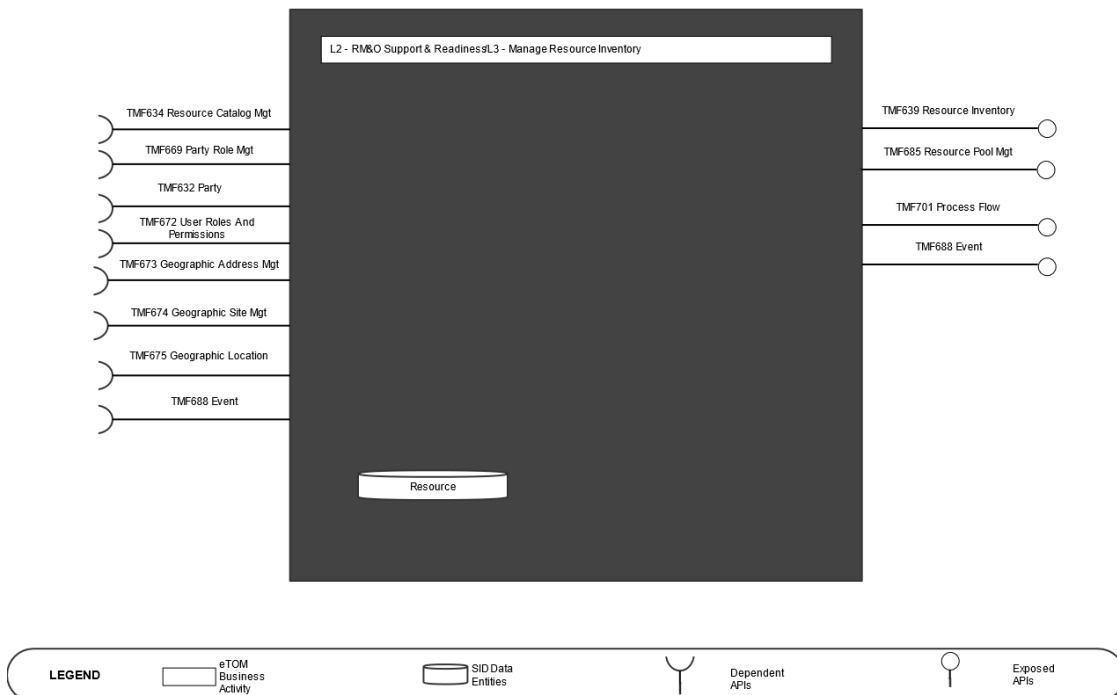 L2 - RM&O Support & Readiness/L3 - Manage Resource Inventory
TMF634 Resource Catalog Mgt
TMF669 Party Role Mgt
TMF632 Party
TMF672 User Roles And
Permissions
TMF673 Geographic Address Mgt
TMF674 Geographic Site Mgt
TMF675 Geographic Location
TMF688 Event
TMF639 Resource Inventory
TMF685 Resource Pool Mgt
TMF701 Process Flow
TMF688 Event
Resource
LEGEND
eTOM
Business
Activity
SID Data
Entities
Dependent
APIs
Exposed
APIs